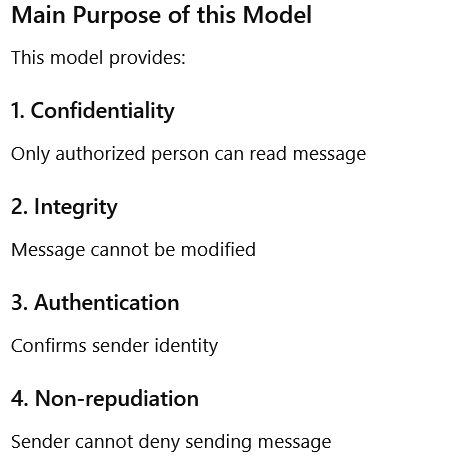 Main Purpose of this Model
This model provides:
1. Confidentiality
Only authorized person can read message
2. Integrity
Message cannot be modified
3. Authentication
Confirms sender identity
4. Non-repudiation
Sender cannot deny sending message